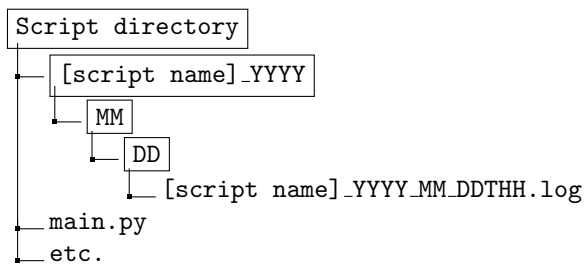 Script directory
[script name]_YYYY
MM
DD
[script name]_YYYY_MM_DDTHH.log
main.py
etc.